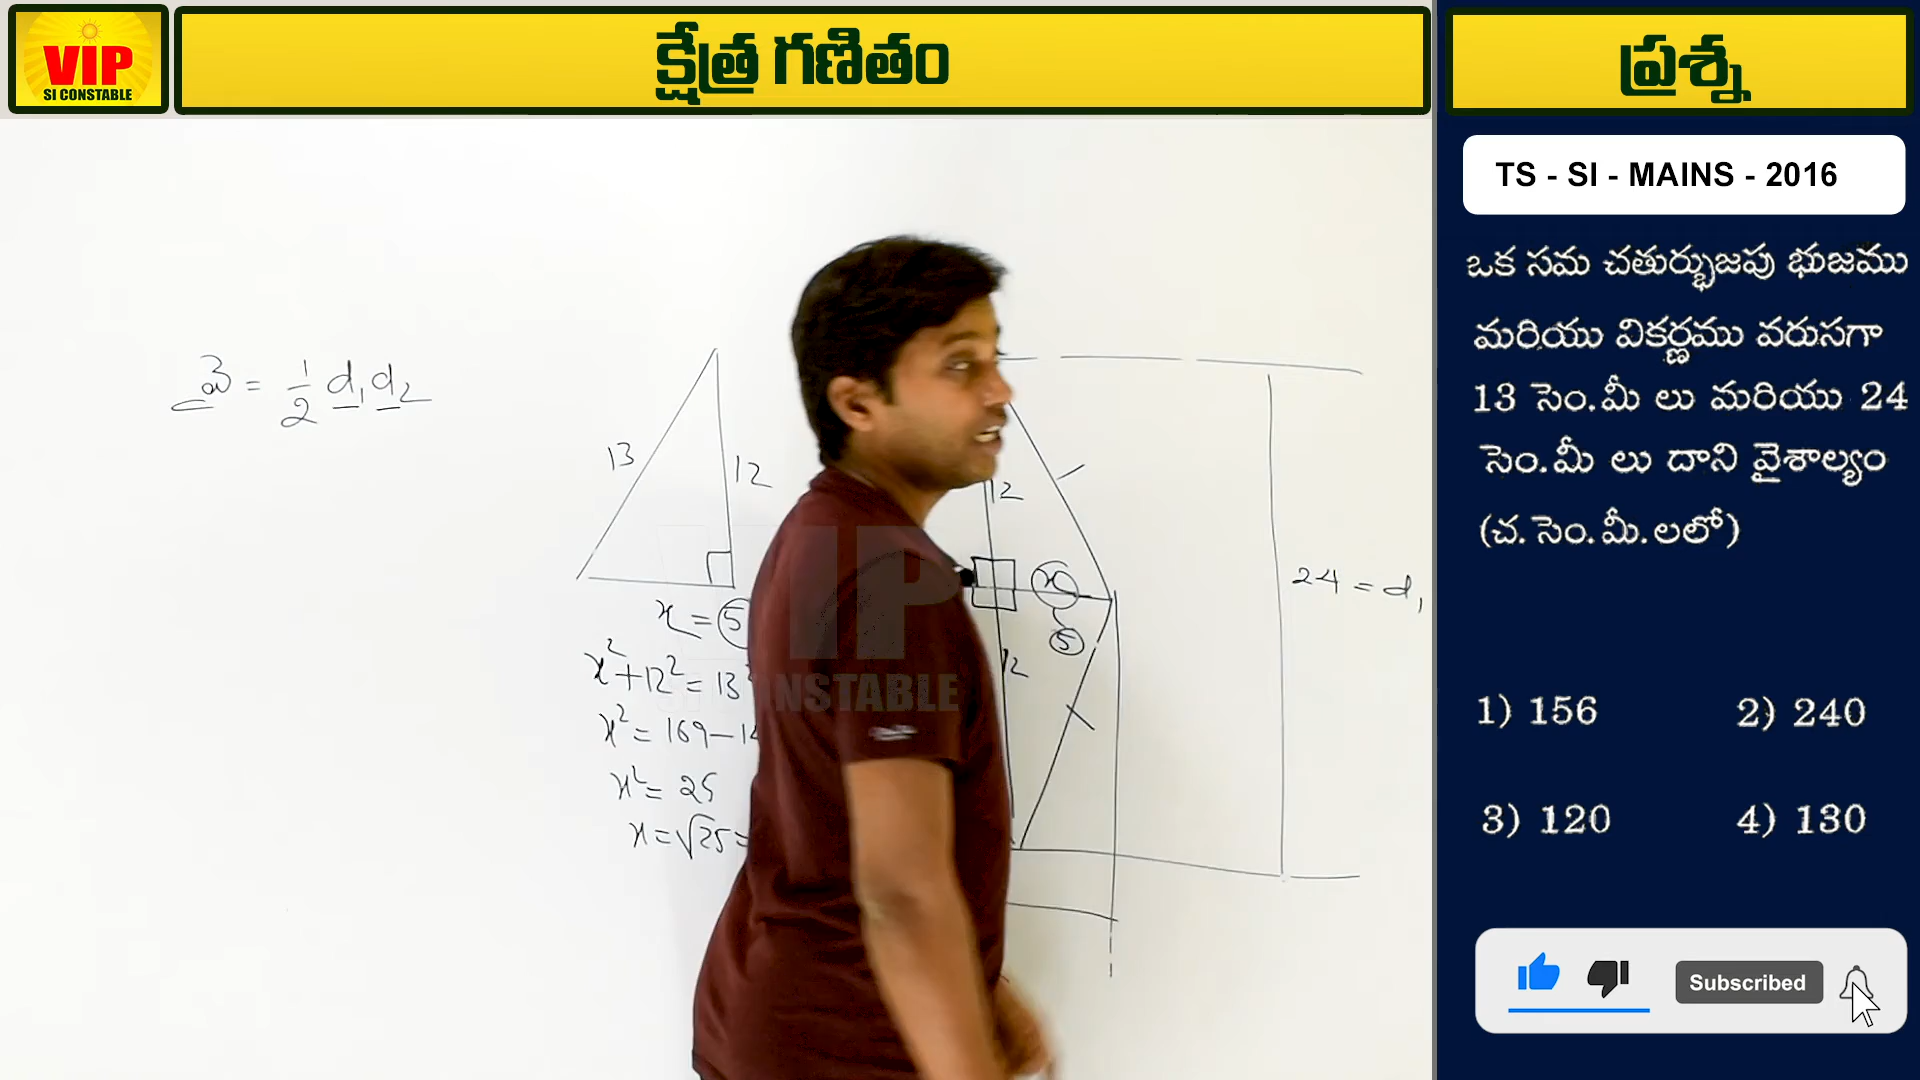 VIP
SI CONSTABLE
క్షేత్ర గణితం
ప్రశ్న
TS - SI - MAINS - 2016
ఒక సమ చతుర్భుజపు భుజము
మరియు వికర్ణము వరుసగా
13 సెం.మీ లు మరియు 24
సెం.మీ లు దాని వైశాల్యం
(చ.సెం.మీ.లలో)
1) 156 2) 240
3) 120 4) 130
Subscribed
వై = 1/2 d₁d₂
13
12
x = 5
x² + 12² = 13
x² = 169 - 14
x² = 25
x = √25 =
12
x
5
12
24 = d₁